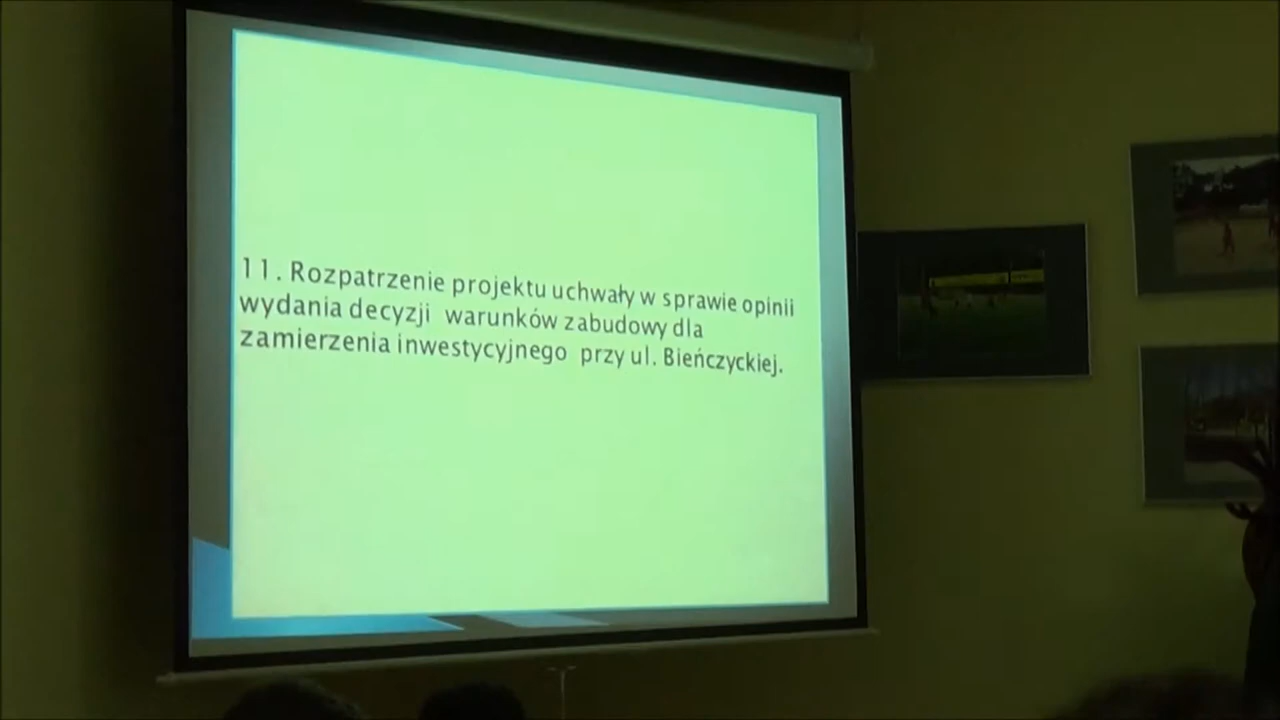 11. Rozpatrzenie projektu uchwały w sprawie opinii
wydania decyzji warunków zabudowy dla
zamierzenia inwestycyjnego przy ul. Bieńczyckiej.